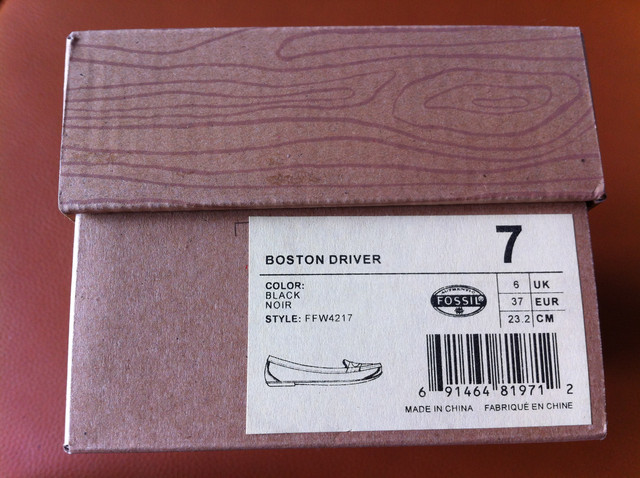 BOSTON DRIVER
7
COLOR:
BLACK
NOIR
STYLE: FFW4217
AUTHENTIC
FOSSIL®
6 UK
37 EUR
23.2 CM
6 91464 81971 2
MADE IN CHINA FABRIQUÉ EN CHINE